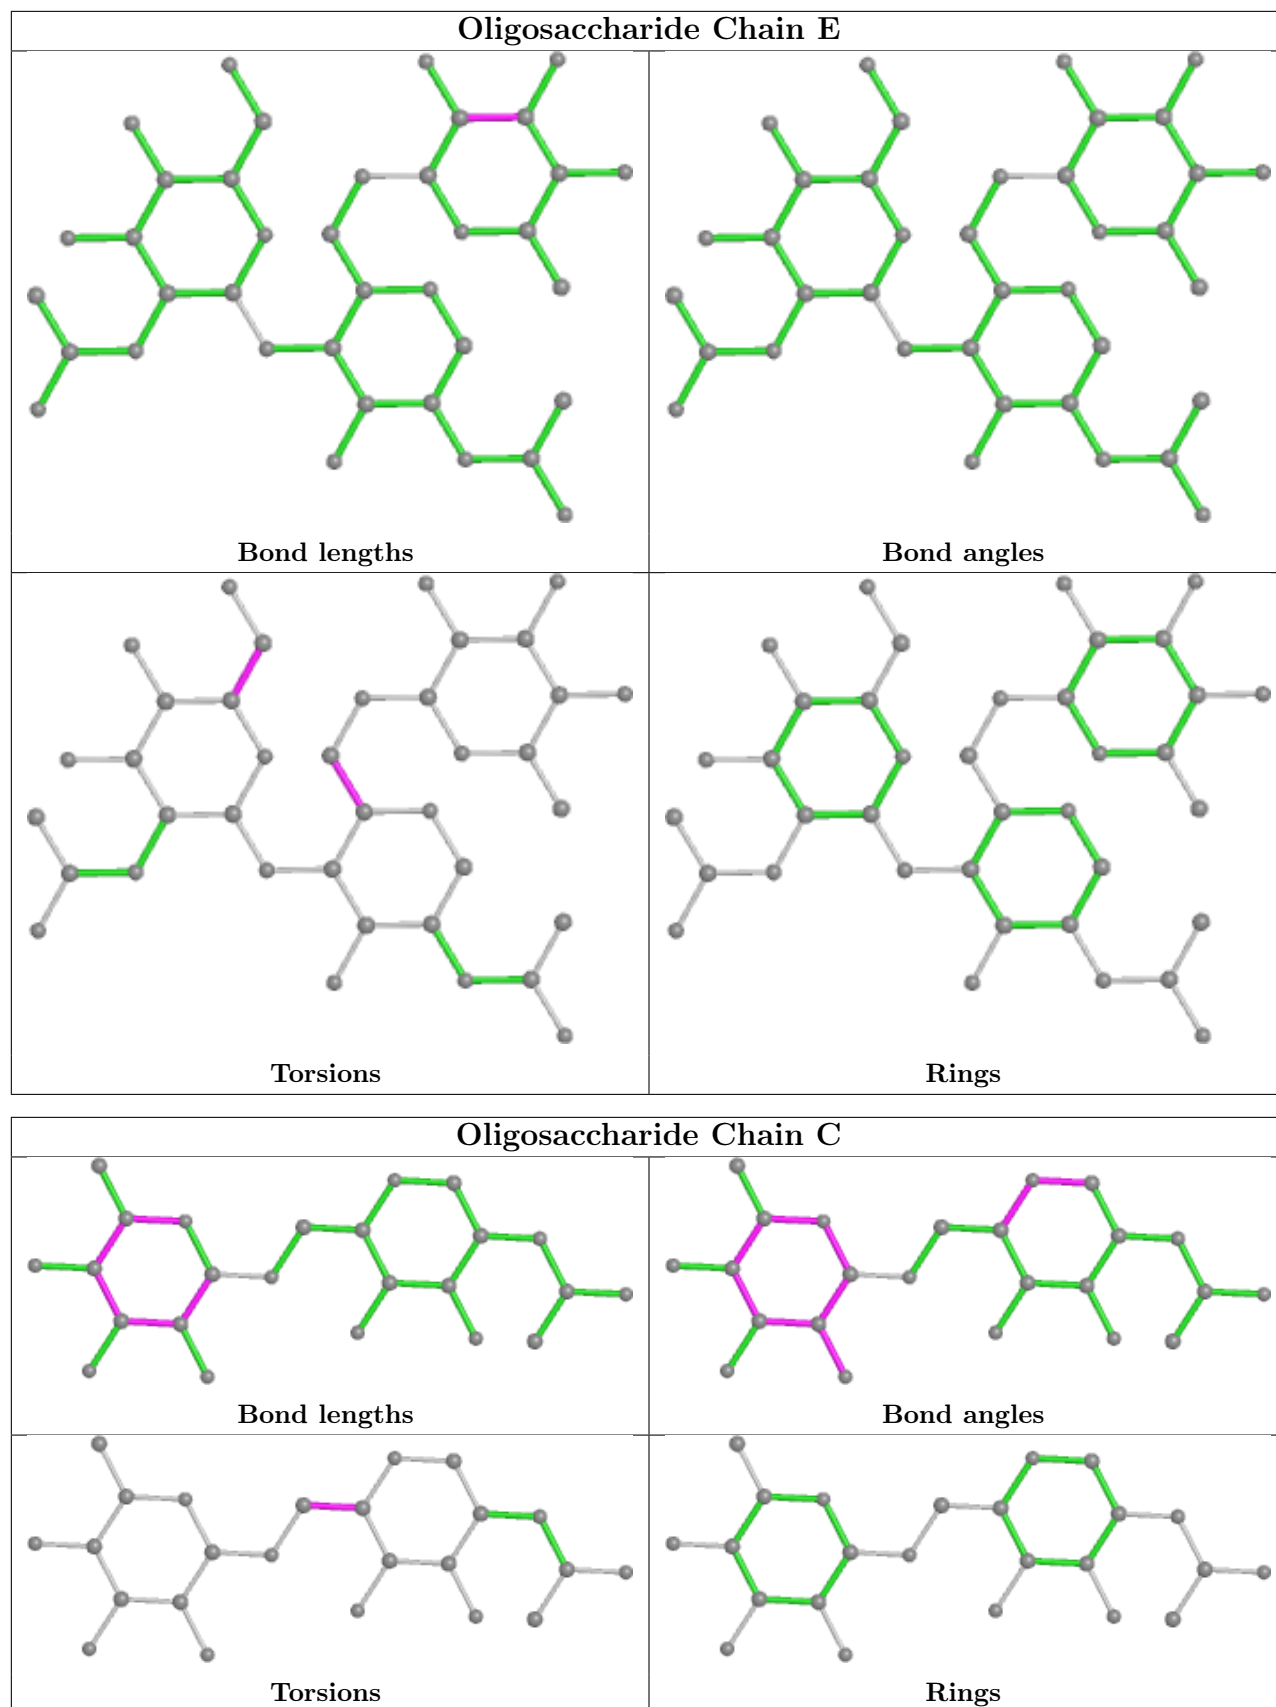 Oligosaccharide Chain E
Bond lengths
Bond angles
Torsions
Rings
Oligosaccharide Chain C
Bond lengths
Bond angles
Torsions
Rings